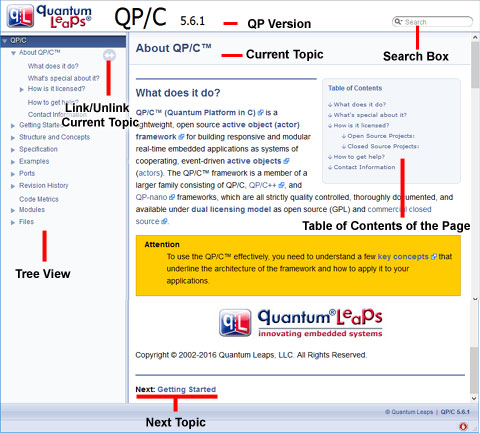 QuantumLeaps®
QP/C 5.6.1
QP Version
Search
Search Box
QP/C
About QP/C™
What does it do?
What's special about it?
How is it licensed?
How to get help?
Contact Information
Getting Started
Structure and Concepts
Specification
Examples
Ports
Revision History
Code Metrics
Modules
Files
Link/Unlink
Current Topic
Tree View
About QP/C™
Current Topic
What does it do?
QP/C™ (Quantum Platform in C) is a
lightweight, open source active object (actor)
framework for building responsive and modular
real-time embedded applications as systems of
cooperating, event-driven active objects
(actors). The QP/C™ framework is a member of a
larger family consisting of QP/C, QP/C++, and
QP-nano frameworks, which are all strictly quality controlled, thoroughly documented, and
available under dual licensing model as open source (GPL) and commercial closed
source.
Table of Contents
What does it do?
What's special about it?
How is it licensed?
Open Source Projects:
Closed Source Projects:
How to get help?
Contact Information
Table of Contents of the Page
Attention
To use the QP/C™ effectively, you need to understand a few key concepts that
underline the architecture of the framework and how to apply it to your
applications.
QuantumLeaps®
innovating embedded systems
Copyright © 2002-2016 Quantum Leaps, LLC. All Rights Reserved.
Next: Getting Started
Next Topic
© Quantum Leaps | QP/C 5.6.1